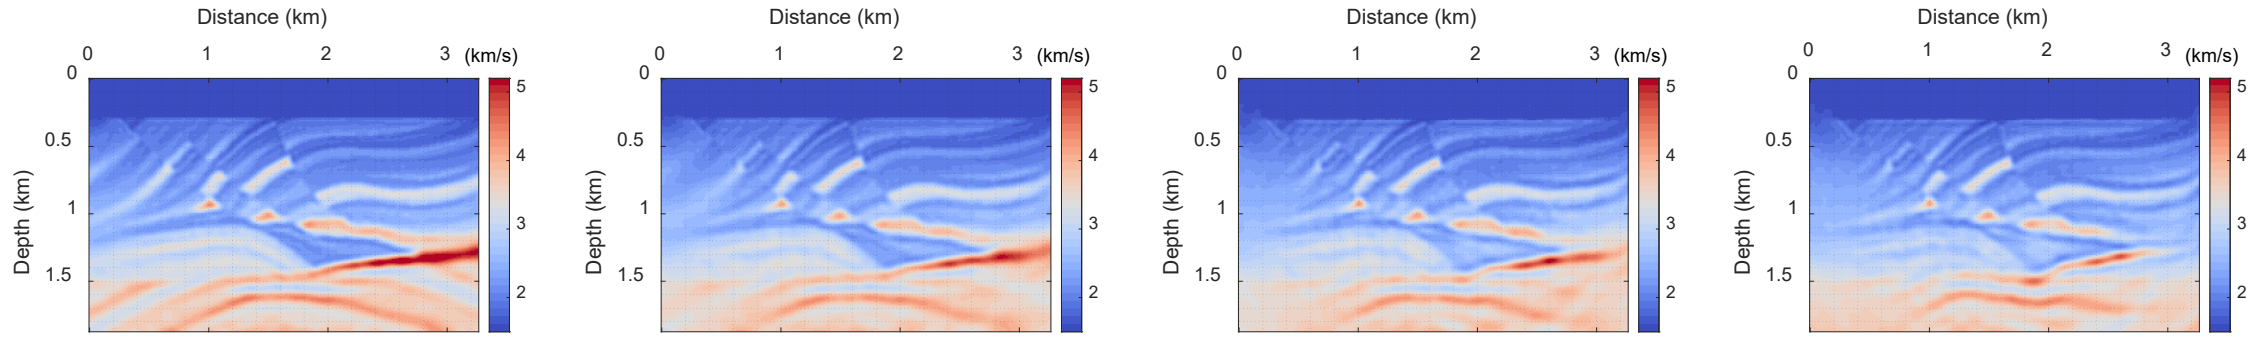 Distance (km) Distance (km) Distance (km) Distance (km)
0 1 2 3 (km/s) 0 1 2 3 (km/s) 0 1 2 3 (km/s) 0 1 2 3 (km/s)
0 5 0 5 0 5 0 5
0.5 4 0.5 4 0.5 4 0.5 4
Depth (km) Depth (km) Depth (km) Depth (km)
1 3 1 3 1 3 1 3
1.5 2 1.5 2 1.5 2 1.5 2